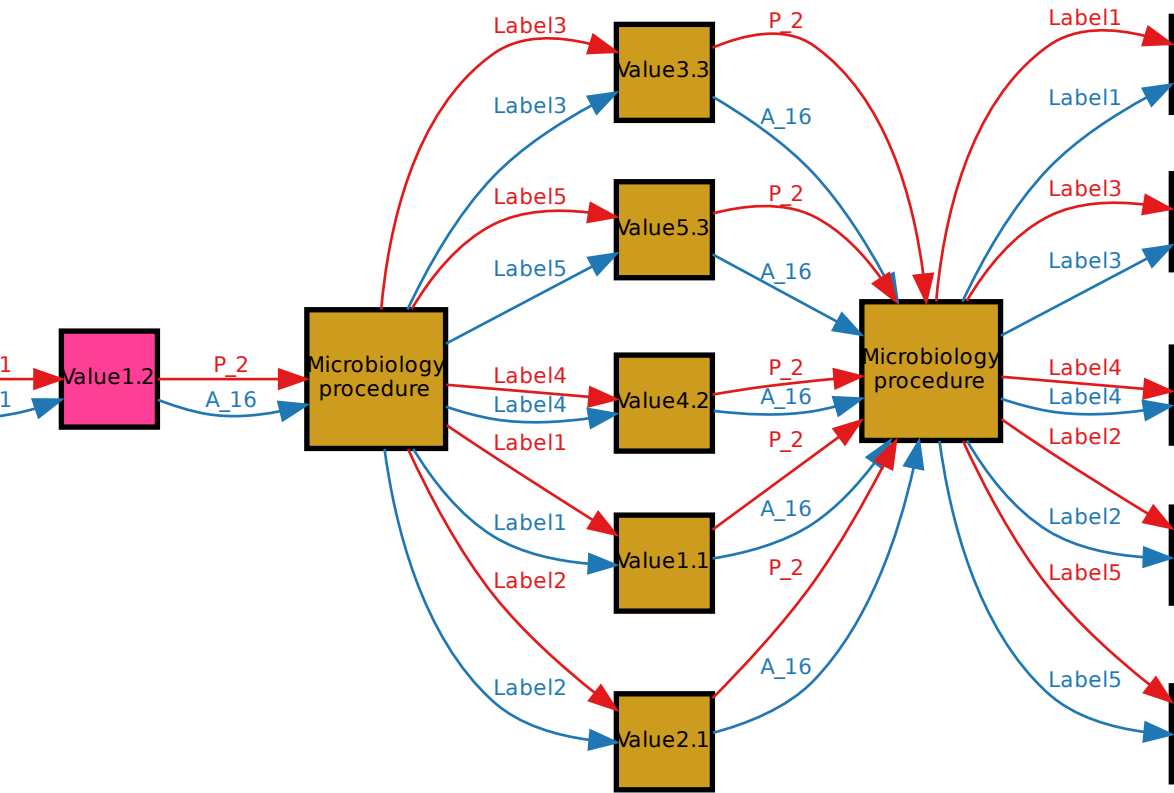 1
1
Value1.2
P_2
A_16
Microbiology
procedure
Label3
Label3
Label5
Label5
Label4
Label4
Label1
Label1
Label2
Label2
Value3.3
Value5.3
Value4.2
Value1.1
Value2.1
P_2
A_16
P_2
A_16
P_2
A_16
P_2
A_16
P_2
A_16
Microbiology
procedure
Label1
Label1
Label3
Label3
Label4
Label4
Label2
Label2
Label5
Label5